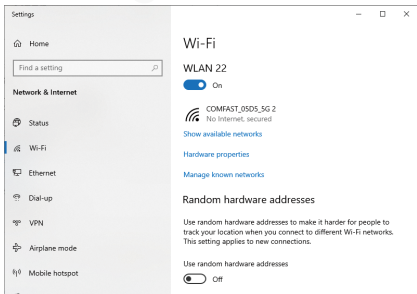 Settings
Home
Find a setting
Network & Internet
Status
Wi-Fi
Ethernet
Dial-up
VPN
Airplane mode
Mobile hotspot
Wi-Fi
WLAN 22
On
COMFAST_05D5_5G 2
No Internet, secured
Show available networks
Hardware properties
Manage known networks
Random hardware addresses
Use random hardware addresses to make it harder for people to
track your location when you connect to different Wi-Fi networks.
This setting applies to new connections.
Use random hardware addresses
Off